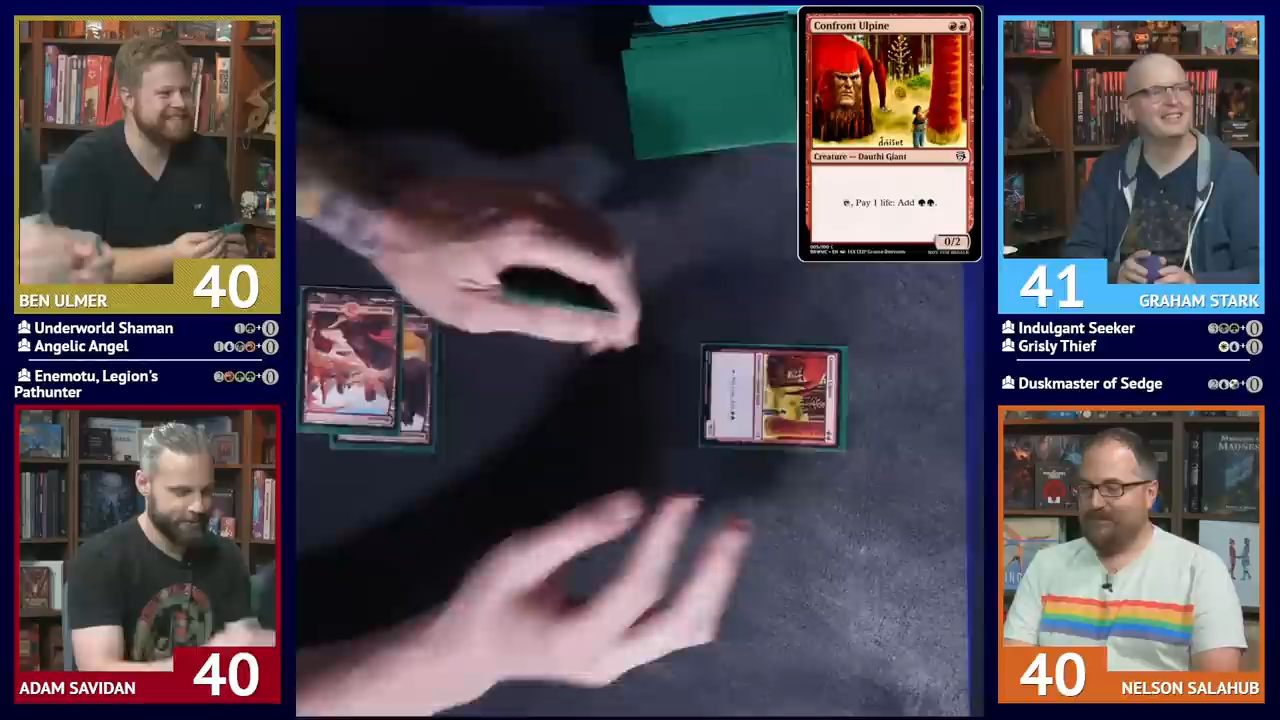 BEN ULMER
40
Underworld Shaman
Angelic Angel
Enemotu, Legion's
Pathunter
ADAM SAVIDAN
40
Confront Ulpine
Creature — Dauthi Giant
, Pay 1 life: Add
0/2
41
GRAHAM STARK
Indulgant Seeker
Grisly Thief
Duskmaster of Sedge
40
NELSON SALAHUB